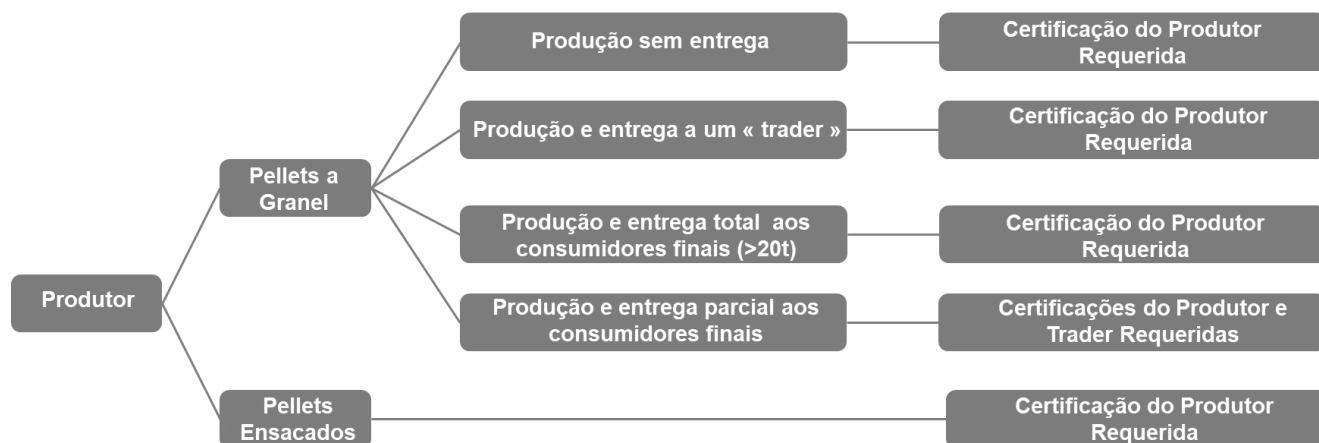 Produção sem entrega
Certificação do Produtor
Requerida
Produção e entrega a um « trader »
Certificação do Produtor
Requerida
Pellets a
Granel
Produção e entrega total aos
consumidores finais (>20t)
Certificação do Produtor
Requerida
Produtor
Produção e entrega parcial aos
consumidores finais
Certificações do Produtor e
Trader Requeridas
Pellets
Ensacados
Certificação do Produtor
Requerida